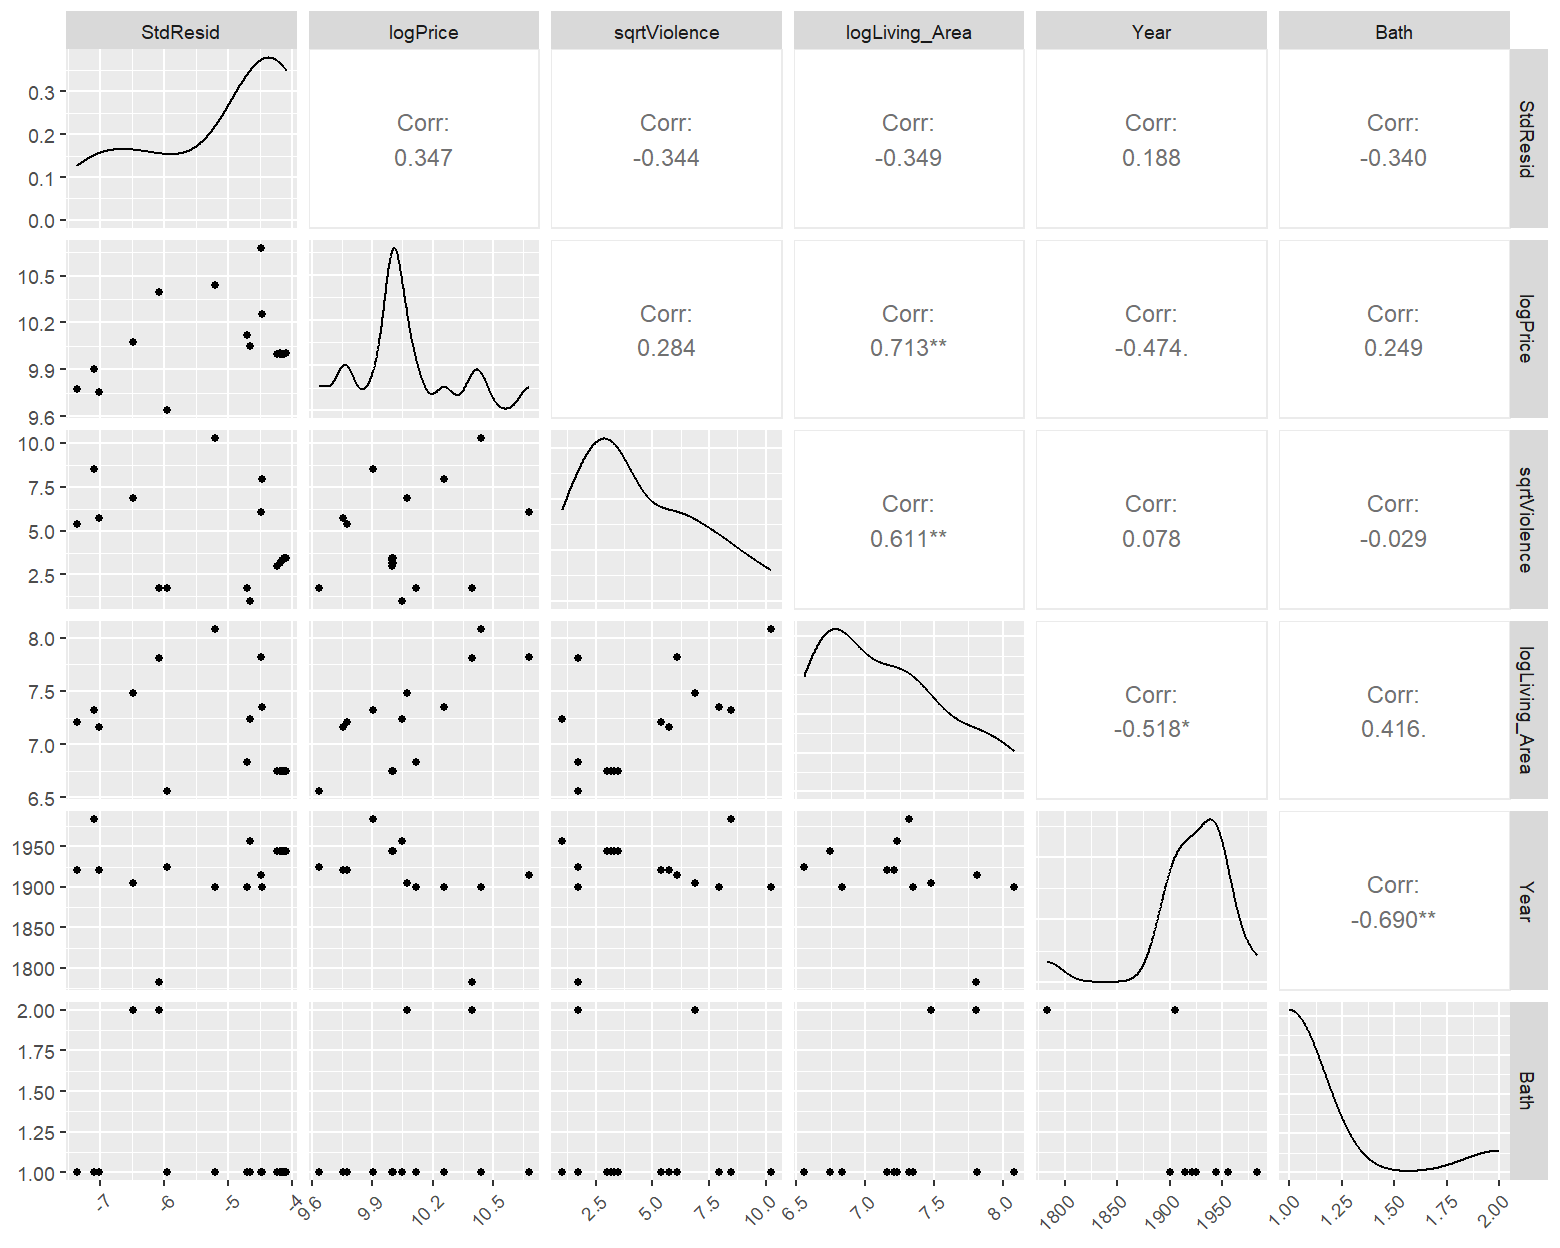 StdResid logPrice sqrtViolence logLiving_Area Year Bath
0.3
0.2
0.1
0.0
Corr:
0.347
Corr:
-0.344
Corr:
-0.349
Corr:
0.188
Corr:
-0.340
StdResid
10.5
10.2
9.9
9.6
Corr:
0.284
Corr:
0.713**
Corr:
-0.474.
Corr:
0.249
logPrice
10.0
7.5
5.0
2.5
Corr:
0.611**
Corr:
0.078
Corr:
-0.029
sqrtViolence
8.0
7.5
7.0
6.5
Corr:
-0.518*
Corr:
0.416.
logLiving_Area
1950
1900
1850
1800
Corr:
-0.690**
Year
2.00
1.75
1.50
1.25
1.00
Bath
-7 -6 -5 -4 9.6 9.9 10.2 10.5 2.5 5.0 7.5 10.0 6.5 7.0 7.5 8.0 1800 1850 1900 1950 1.00 1.25 1.50 1.75 2.00